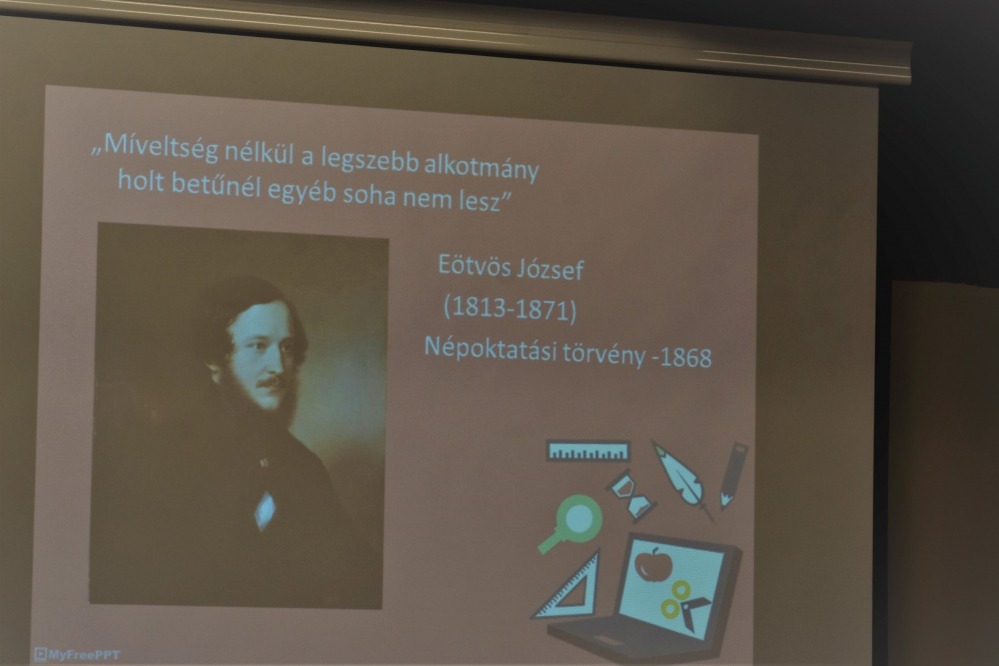 „Míveltség nélkül a legszebb alkotmány
holt betűnél egyéb soha nem lesz”
Eötvös József
(1813-1871)
Népoktatási törvény -1868
MyFreePPT